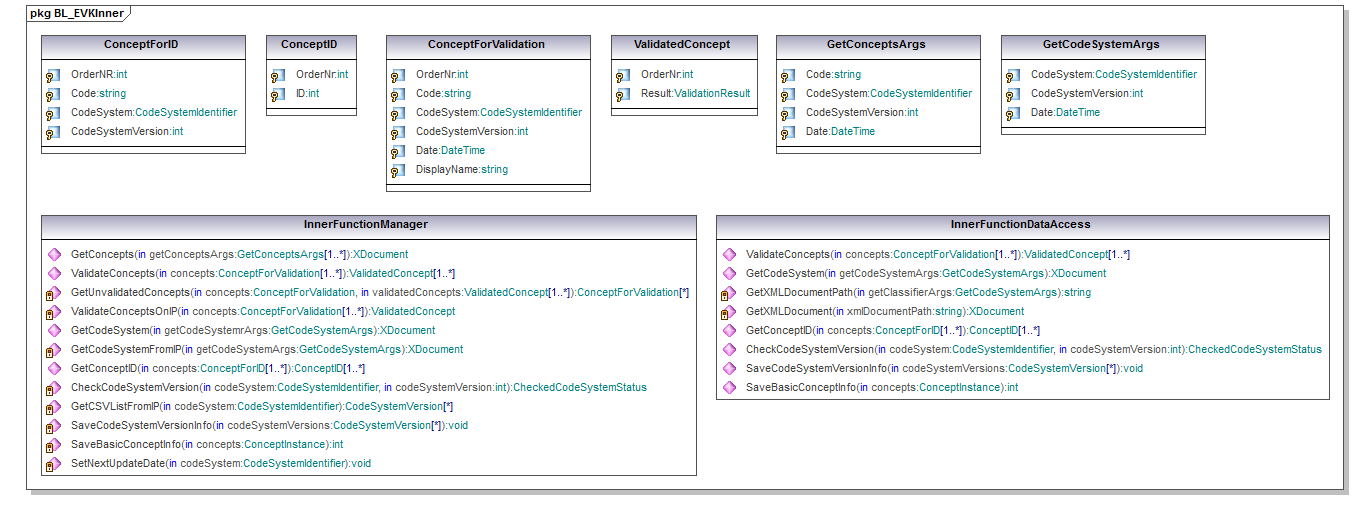 pkg BL_EVKInner
ConceptForID
OrderNR:int
Code:string
CodeSystem:CodeSystemIdentifier
CodeSystemVersion:int
ConceptID
OrderNr:int
ID:int
ConceptForValidation
OrderNr:int
Code:string
CodeSystem:CodeSystemIdentifier
CodeSystemVersion:int
Date:DateTime
DisplayName:string
ValidatedConcept
OrderNr:int
Result:ValidationResult
GetConceptsArgs
Code:string
CodeSystem:CodeSystemIdentifier
CodeSystemVersion:int
Date:DateTime
GetCodeSystemArgs
CodeSystem:CodeSystemIdentifier
CodeSystemVersion:int
Date:DateTime
InnerFunctionManager
GetConcepts(in getConceptsArgs:GetConceptsArgs[1..*]):XDocument
ValidateConcepts(in concepts:ConceptForValidation[1..*]):ValidatedConcept[1..*]
GetUnvalidatedConcepts(in concepts:ConceptForValidation, in validatedConcepts:ValidatedConcept[1..*]):ConceptForValidation[*]
ValidateConceptsOnIP(in concepts:ConceptForValidation[1..*]):ValidatedConcept
GetCodeSystem(in getCodeSystemrArgs:GetCodeSystemArgs):XDocument
GetCodeSystemFromIP(in getCodeSystemArgs:GetCodeSystemArgs):XDocument
GetConceptID(in concepts:ConceptForID[1..*]):ConceptID[1..*]
CheckCodeSystemVersion(in codeSystem:CodeSystemIdentifier, in codeSystemVersion:int):CheckedCodeSystemStatus
GetCSVListFromIP(in codeSystem:CodeSystemIdentifier):CodeSystemVersion[*]
SaveCodeSystemVersionInfo(in codeSystemVersions:CodeSystemVersion[*]):void
SaveBasicConceptInfo(in concepts:ConceptInstance):int
SetNextUpdateDate(in codeSystem:CodeSystemIdentifier):void
InnerFunctionDataAccess
ValidateConcepts(in concepts:ConceptForValidation[1..*]):ValidatedConcept[1..*]
GetCodeSystem(in getCodeSystemArgs:GetCodeSystemArgs):XDocument
GetXMLDocumentPath(in getClassifierArgs:GetCodeSystemArgs):string
GetXMLDocument(in xmlDocumentPath:string):XDocument
GetConceptID(in concepts:ConceptForID[1..*]):ConceptID[1..*]
CheckCodeSystemVersion(in codeSystem:CodeSystemIdentifier, in codeSystemVersion:int):CheckedCodeSystemStatus
SaveCodeSystemVersionInfo(in codeSystemVersions:CodeSystemVersion[*]):void
SaveBasicConceptInfo(in concepts:ConceptInstance):int